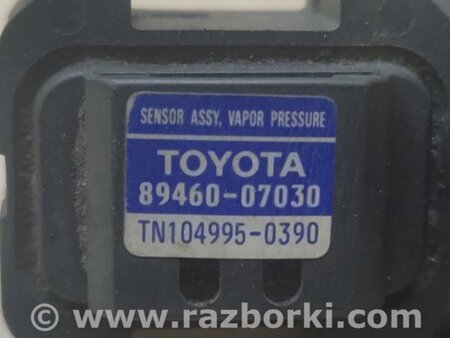 SENSOR ASSY, VAPOR PRESSURE
TOYOTA
89460-07030
TN104995-0390
© www.razborki.com